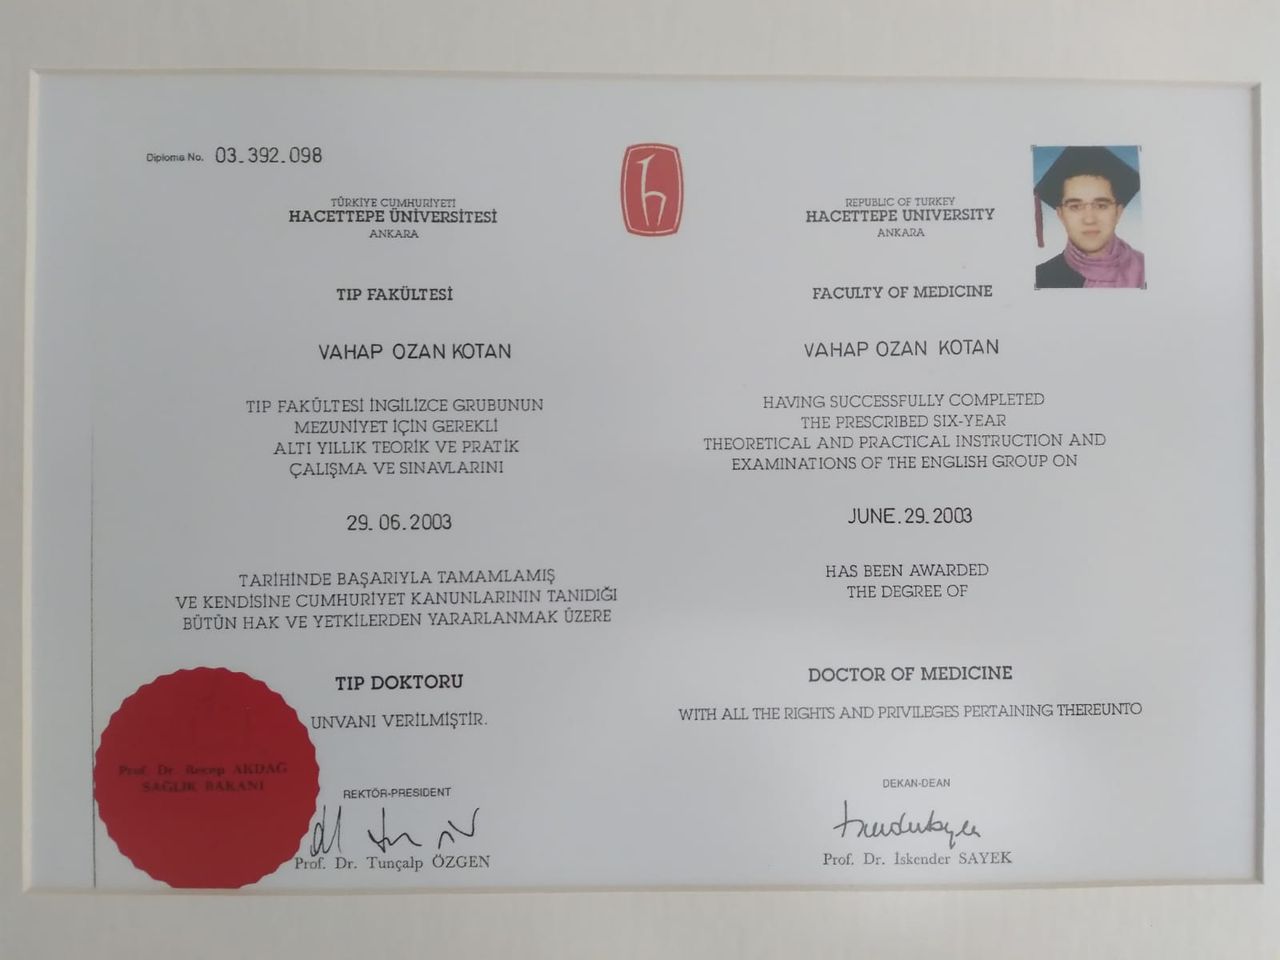 Diploma No. 03.392.098
TÜRKİYE CUMHURİYETİ
HACETTEPE ÜNİVERSİTESİ
ANKARA
TIP FAKÜLTESİ
VAHAP OZAN KOTAN
TIP FAKÜLTESİ İNGİLİZCE GRUBUNUN
MEZUNİYET İÇİN GEREKLİ
ALTI YILLIK TEORİK VE PRATİK
ÇALIŞMA VE SINAVLARINI
29.06.2003
TARİHİNDE BAŞARIYLA TAMAMLAMIŞ
VE KENDİSİNE CUMHURİYET KANUNLARININ TANIDIĞI
BÜTÜN HAK VE YETKİLERDEN YARARLANMAK ÜZERE
TIP DOKTORU
UNVANI VERİLMİŞTİR.
Prof. Dr. Recep AKDAĞ
SAĞLIK BAKANI
REKTÖR-PRESIDENT
Prof. Dr. Tunçalp ÖZGEN
REPUBLIC OF TURKEY
HACETTEPE UNIVERSITY
ANKARA
FACULTY OF MEDICINE
VAHAP OZAN KOTAN
HAVING SUCCESSFULLY COMPLETED
THE PRESCRIBED SIX-YEAR
THEORETICAL AND PRACTICAL INSTRUCTION AND
EXAMINATIONS OF THE ENGLISH GROUP ON
JUNE.29.2003
HAS BEEN AWARDED
THE DEGREE OF
DOCTOR OF MEDICINE
WITH ALL THE RIGHTS AND PRIVILEGES PERTAINING THEREUNTO
DEKAN-DEAN
Prof. Dr. İskender SAYEK